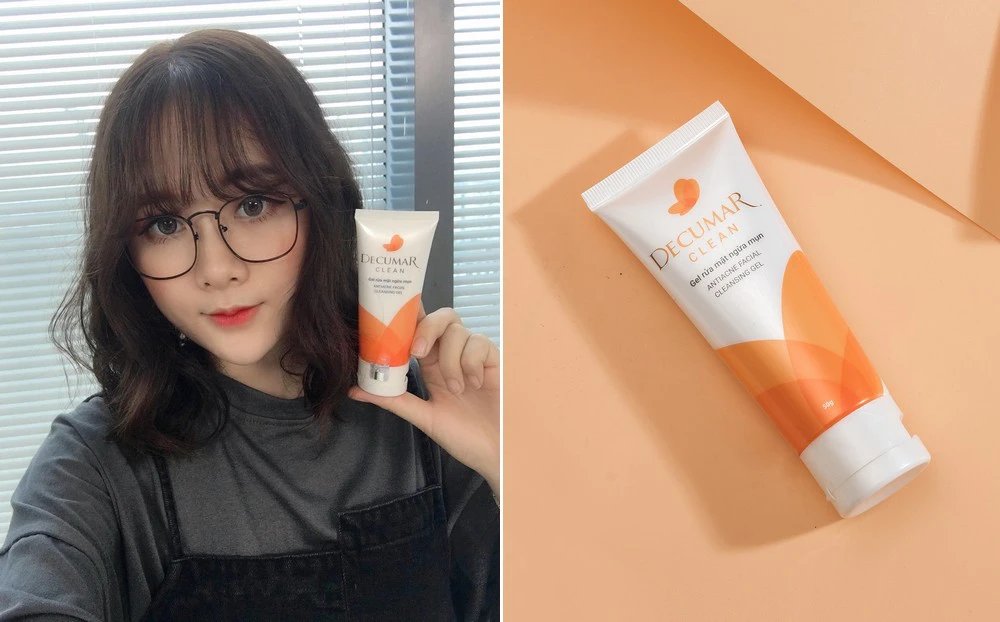 DECUMAR
CLEAN
Gel rửa mặt ngừa mụn
ANTIACNE FACIAL
CLEANSING GEL
DECUMAR
CLEAN
Gel rửa mặt ngừa mụn
ANTIACNE FACIAL
CLEANSING GEL
50g